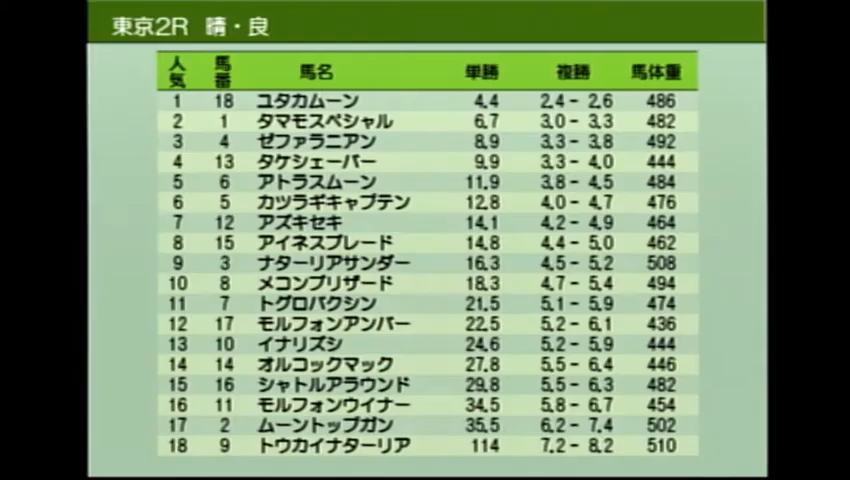 東京2R 晴・良
人気 馬番 馬名 単勝 複勝 馬体重
1 18 ユタカムーン 4.4 2.4 - 2.6 486
2 1 タマモスペシャル 6.7 3.0 - 3.3 482
3 4 ゼファラニアン 8.9 3.3 - 3.8 492
4 13 タケシェーバー 9.9 3.3 - 4.0 444
5 6 アトラスムーン 11.9 3.8 - 4.5 484
6 5 カツラギキャプテン 12.8 4.0 - 4.7 476
7 12 アズキセキ 14.1 4.2 - 4.9 464
8 15 アイネスブレード 14.8 4.4 - 5.0 462
9 3 ナターリアサンダー 16.3 4.5 - 5.2 508
10 8 メコンブリザード 18.3 4.7 - 5.4 494
11 7 トグロバクシン 21.5 5.1 - 5.9 474
12 17 モルフォンアンバー 22.5 5.2 - 6.1 436
13 10 イナリズシ 24.6 5.2 - 5.9 444
14 14 オルコックマック 27.8 5.5 - 6.4 446
15 16 シャトルアラウンド 29.8 5.5 - 6.3 482
16 11 モルフォンウイナー 34.5 5.8 - 6.7 454
17 2 ムーントップガン 35.5 6.2 - 7.4 502
18 9 トウカイナターリア 114 7.2 - 8.2 510